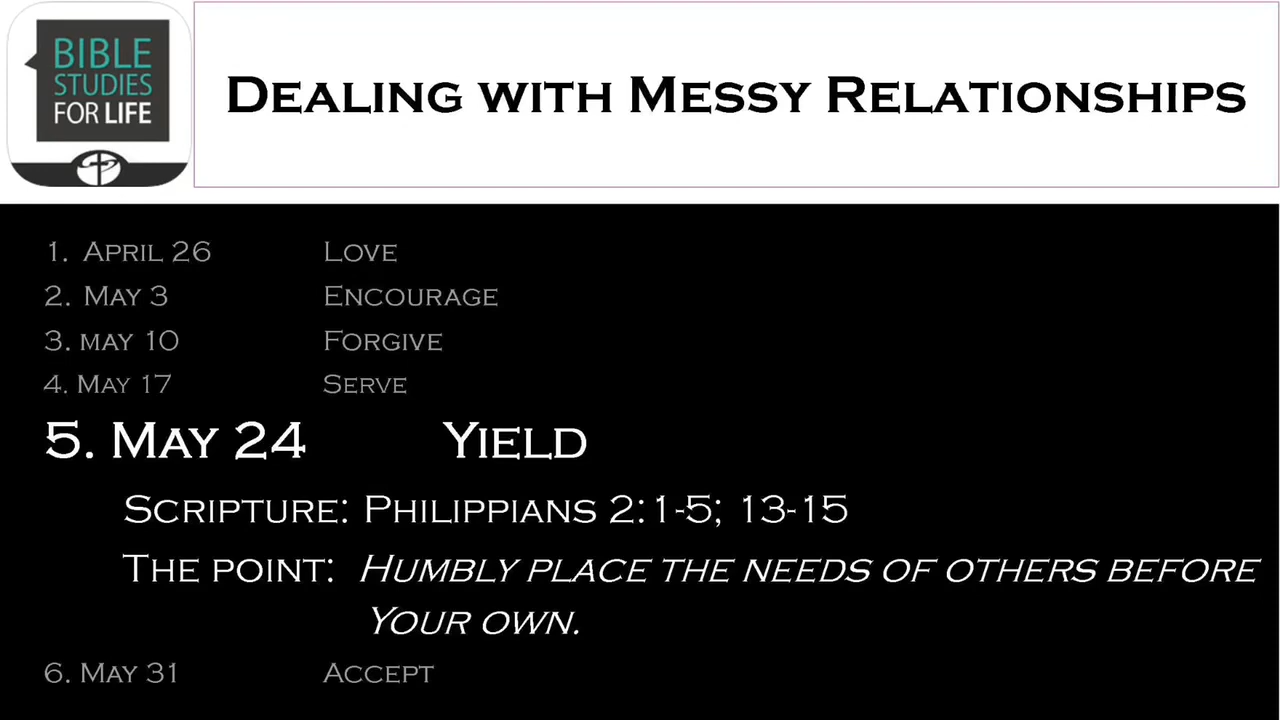 BIBLE
STUDIES
FOR LIFE
Dealing with Messy Relationships
1. April 26 Love
2. May 3 Encourage
3. may 10 Forgive
4. May 17 Serve
5. May 24 Yield
Scripture: Philippians 2:1-5; 13-15
The point: Humbly place the needs of others before
Your own.
6. May 31 Accept